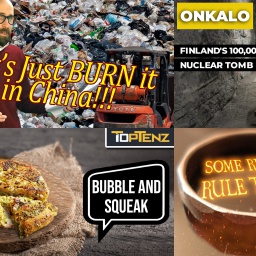 's Just BURN it
in China!!!
TOPTENZ
ONKALO
FINLAND'S 100,00
NUCLEAR TOMB
BUBBLE AND
SQUEAK
SOME R
RULE T